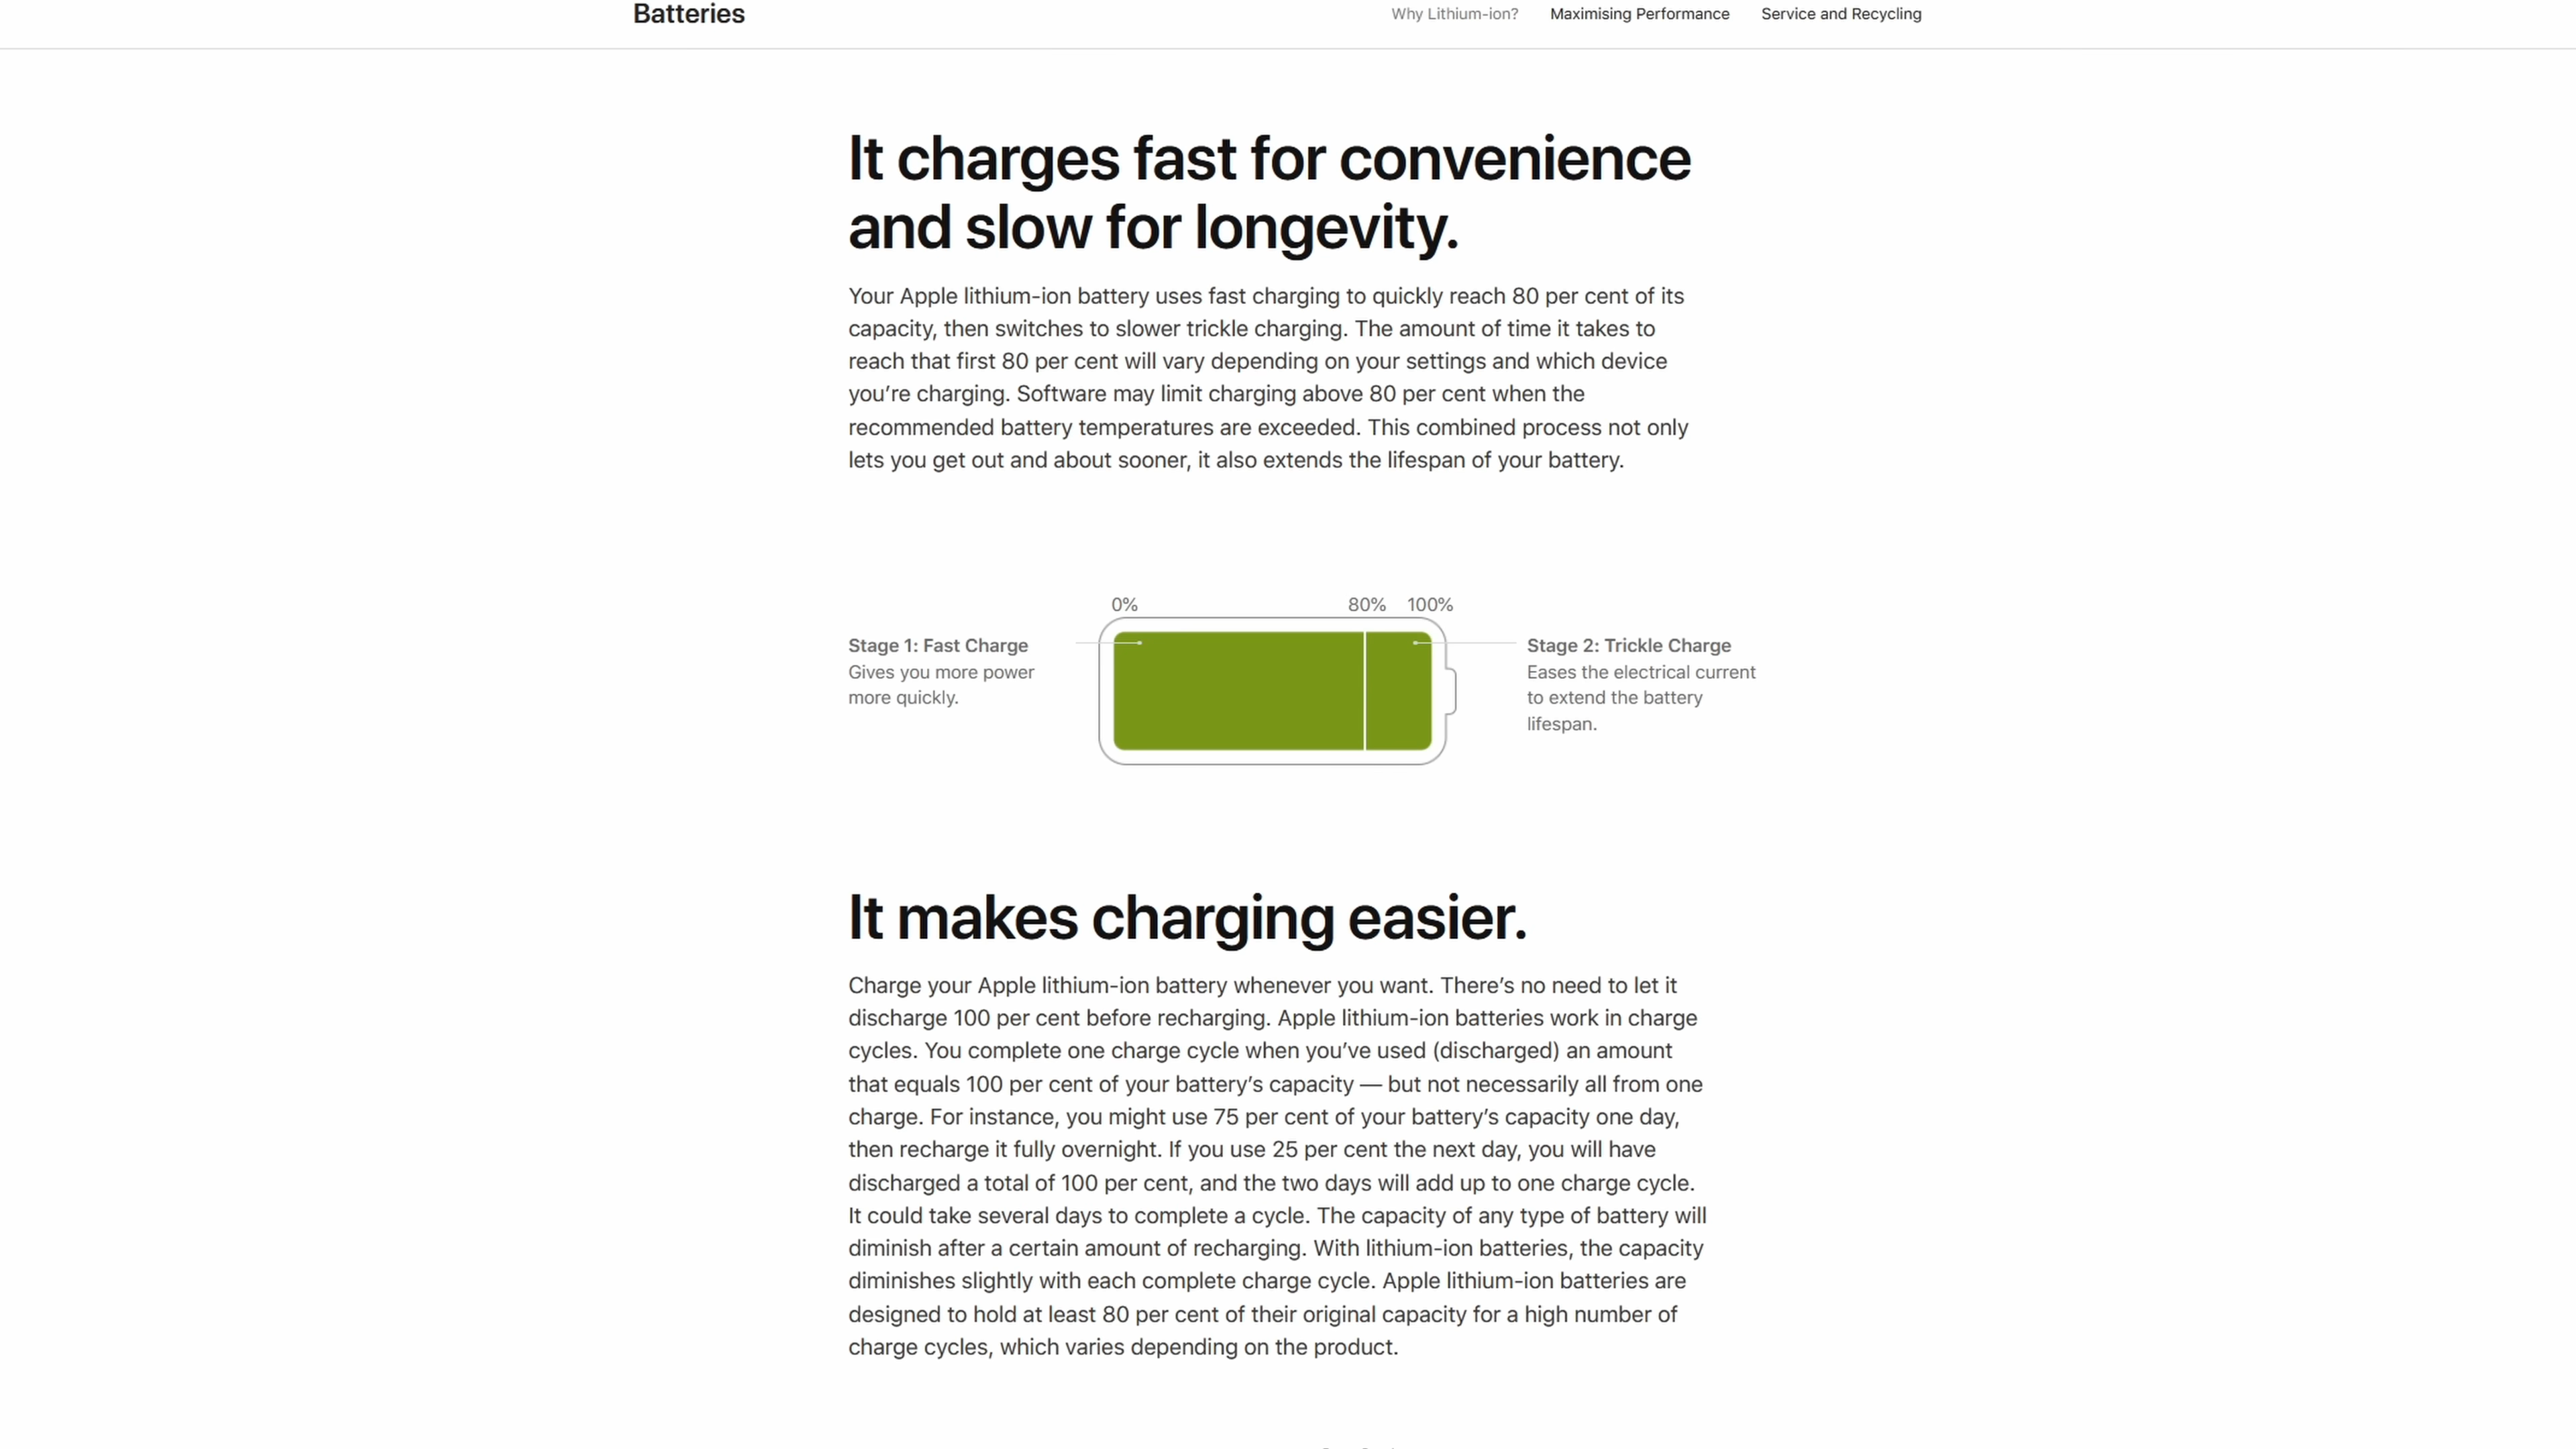 Batteries
Why Lithium-ion?
Maximising Performance
Service and Recycling
It charges fast for convenience
and slow for longevity.
Your Apple lithium-ion battery uses fast charging to quickly reach 80 per cent of its
capacity, then switches to slower trickle charging. The amount of time it takes to
reach that first 80 per cent will vary depending on your settings and which device
you’re charging. Software may limit charging above 80 per cent when the
recommended battery temperatures are exceeded. This combined process not only
lets you get out and about sooner, it also extends the lifespan of your battery.
0%
80%
100%
Stage 1: Fast Charge
Gives you more power
more quickly.
Stage 2: Trickle Charge
Eases the electrical current
to extend the battery
lifespan.
It makes charging easier.
Charge your Apple lithium-ion battery whenever you want. There’s no need to let it
discharge 100 per cent before recharging. Apple lithium-ion batteries work in charge
cycles. You complete one charge cycle when you’ve used (discharged) an amount
that equals 100 per cent of your battery’s capacity — but not necessarily all from one
charge. For instance, you might use 75 per cent of your battery’s capacity one day,
then recharge it fully overnight. If you use 25 per cent the next day, you will have
discharged a total of 100 per cent, and the two days will add up to one charge cycle.
It could take several days to complete a cycle. The capacity of any type of battery will
diminish after a certain amount of recharging. With lithium-ion batteries, the capacity
diminishes slightly with each complete charge cycle. Apple lithium-ion batteries are
designed to hold at least 80 per cent of their original capacity for a high number of
charge cycles, which varies depending on the product.